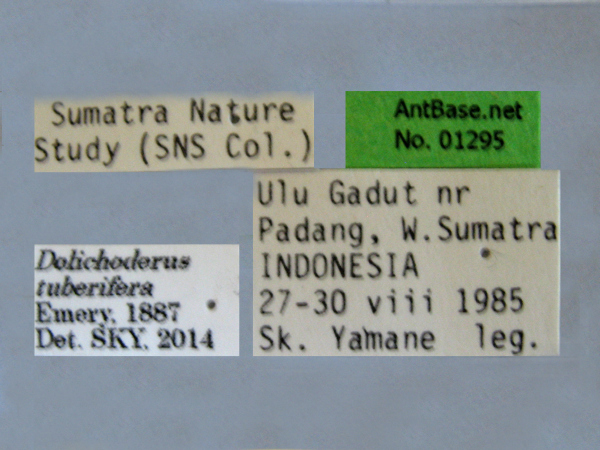 Sumatra Nature
Study (SNS Col.)
AntBase.net
No. 01295
Ulu Gadut nr
Padang, W.Sumatra
INDONESIA
27-30 viii 1985
Sk. Yamane leg.
Dolichoderus
tuberifera
Emery, 1887
Det. SKY, 2014